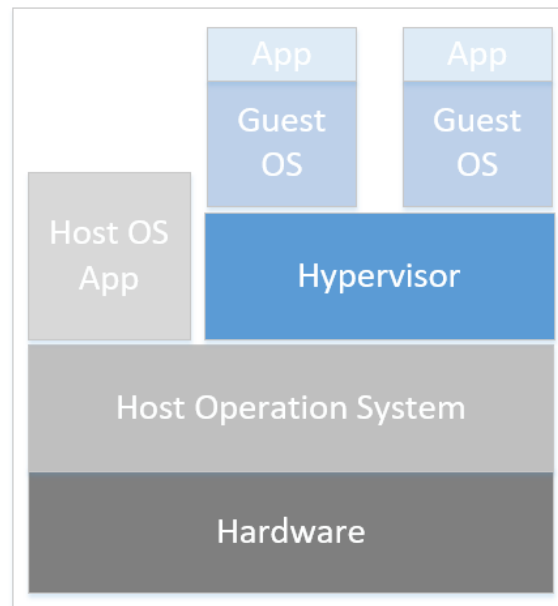 App
App
Guest
OS
Guest
OS
Host OS
App
Hypervisor
Host Operation System
Hardware